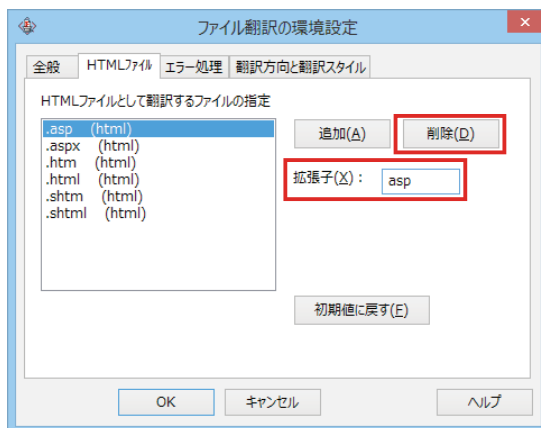 ファイル翻訳の環境設定
全般 HTMLファイル エラー処理 翻訳方向と翻訳スタイル
HTMLファイルとして翻訳するファイルの指定
.asp (html)
.aspx (html)
.htm (html)
.html (html)
.shtm (html)
.shtml (html)
追加(A) 削除(D)
拡張子(X): asp
初期値に戻す(F)
OK キャンセル ヘルプ